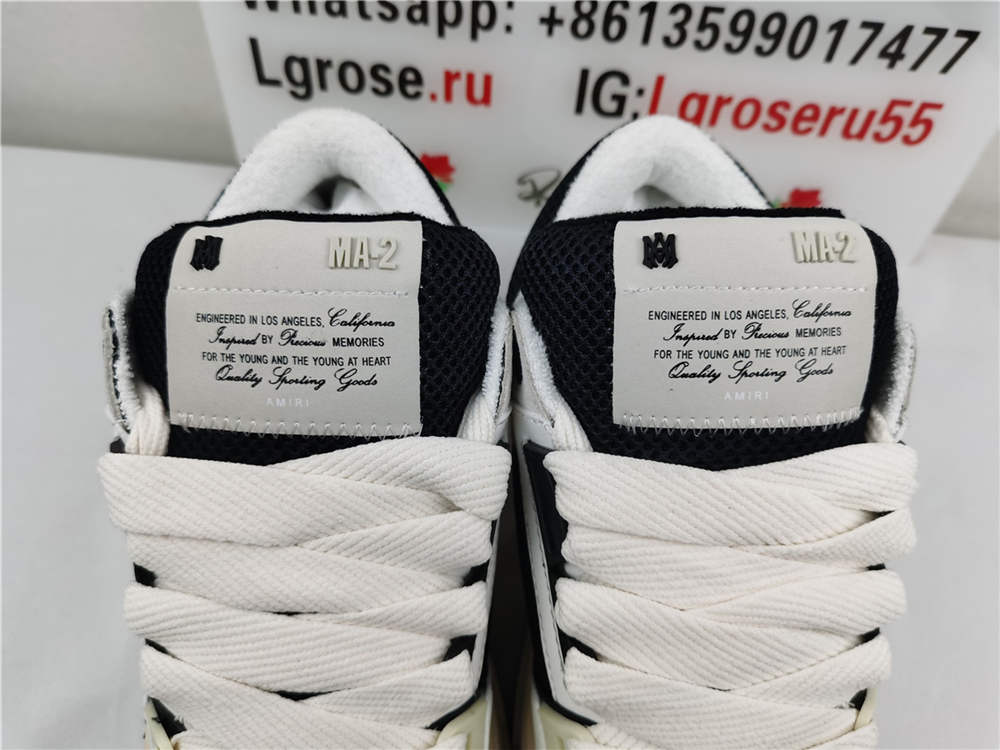 Whatsapp: +8613599017477
Lgrose.ru IG;Lgroseru55
MA-2
ENGINEERED IN LOS ANGELES, California
Inspired BY Precious MEMORIES
FOR THE YOUNG AND THE YOUNG AT HEART
Quality Sporting Goods
AMIRI
MA-2
ENGINEERED IN LOS ANGELES, California
Inspired BY Precious MEMORIES
FOR THE YOUNG AND THE YOUNG AT HEART
Quality Sporting Goods
AMIRI